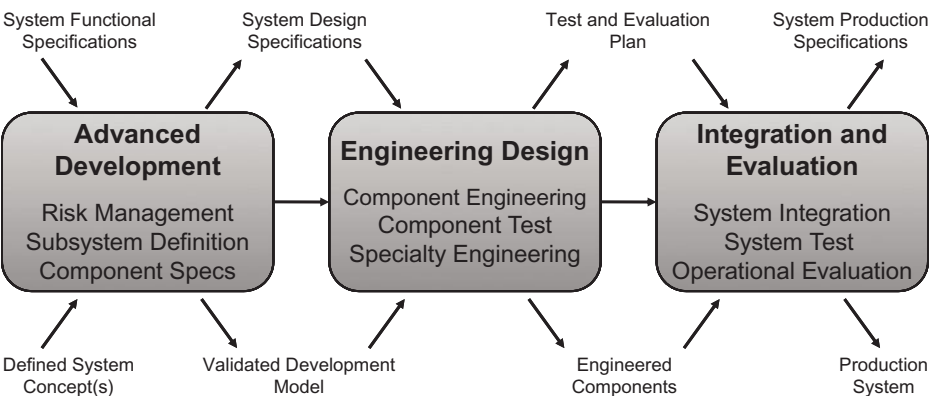 System Functional
Specifications
System Design
Specifications
Test and Evaluation
Plan
System Production
Specifications
Advanced
Development
Risk Management
Subsystem Definition
Component Specs
Engineering Design
Component Engineering
Component Test
Specialty Engineering
Integration and
Evaluation
System Integration
System Test
Operational Evaluation
Defined System
Concept(s)
Validated Development
Model
Engineered
Components
Production
System